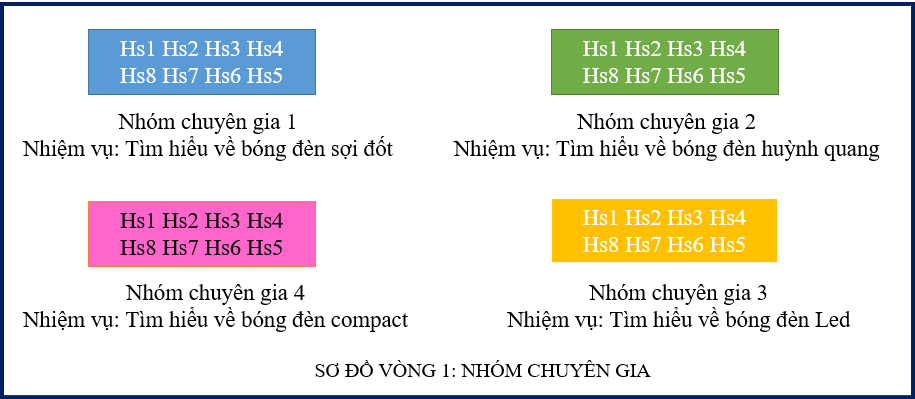 Hs1 Hs2 Hs3 Hs4
Hs8 Hs7 Hs6 Hs5
Nhóm chuyên gia 1
Nhiệm vụ: Tìm hiểu về bóng đèn sợi đốt
Hs1 Hs2 Hs3 Hs4
Hs8 Hs7 Hs6 Hs5
Nhóm chuyên gia 2
Nhiệm vụ: Tìm hiểu về bóng đèn huỳnh quang
Hs1 Hs2 Hs3 Hs4
Hs8 Hs7 Hs6 Hs5
Nhóm chuyên gia 4
Nhiệm vụ: Tìm hiểu về bóng đèn compact
Hs1 Hs2 Hs3 Hs4
Hs8 Hs7 Hs6 Hs5
Nhóm chuyên gia 3
Nhiệm vụ: Tìm hiểu về bóng đèn Led
SƠ ĐỒ VÒNG 1: NHÓM CHUYÊN GIA